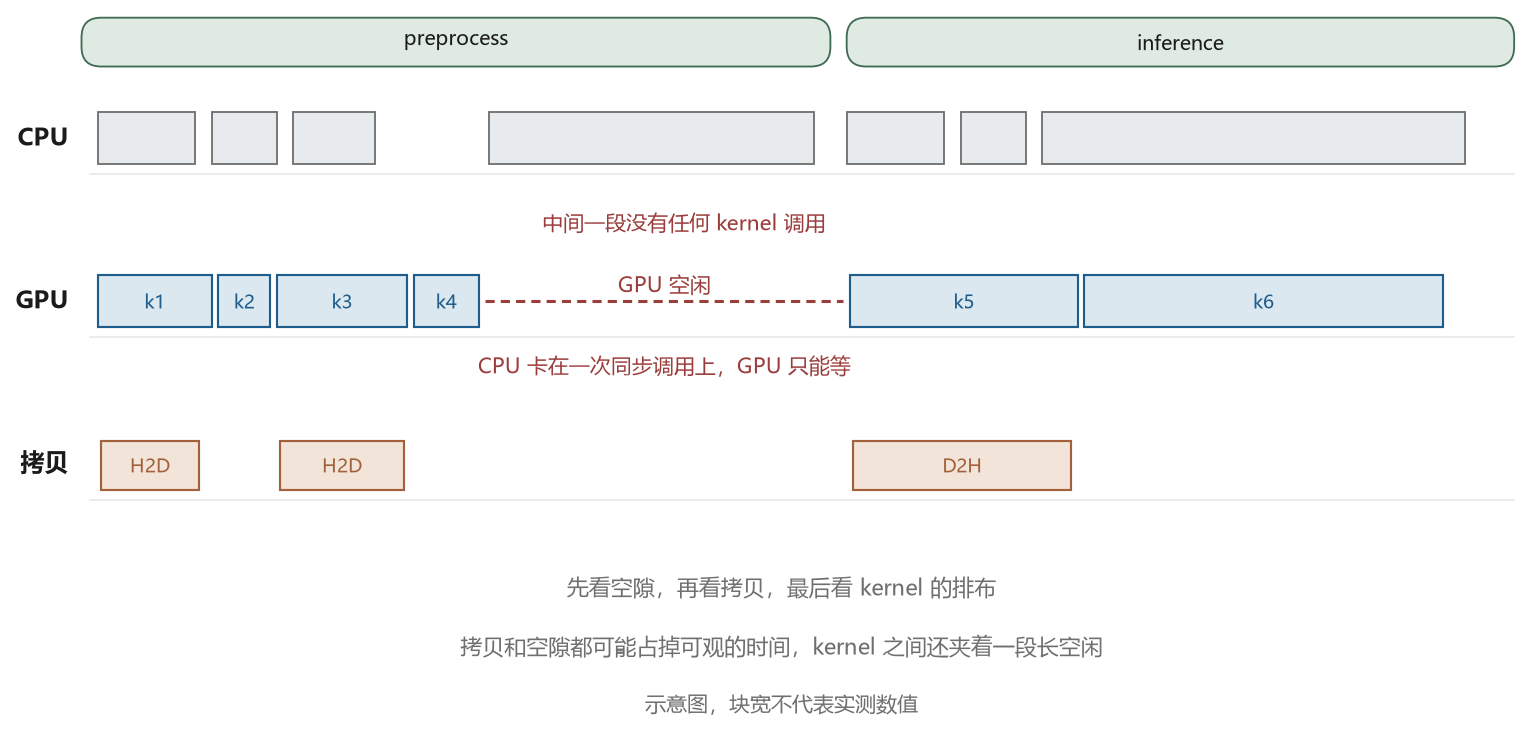 preprocess
inference
CPU
中间一段没有任何 kernel 调用
GPU 空闲
GPU
k1
k2
k3
k4
k5
k6
CPU 卡在一次同步调用上，GPU 只能等
拷贝
H2D
H2D
D2H
先看空隙，再看拷贝，最后看 kernel 的排布
拷贝和空隙都可能占掉可观的时间，kernel 之间还夹着一段长空闲
示意图，块宽不代表实测数值